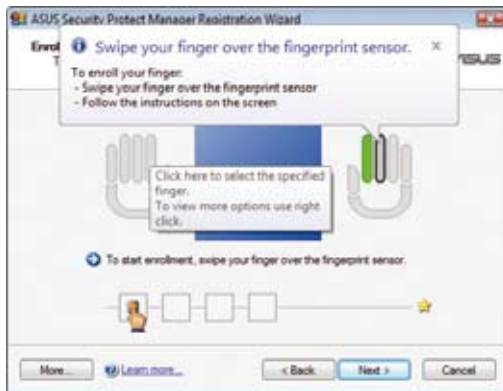 ASUS Security Protect Manager Registration Wizard
Swipe your finger over the fingerprint sensor.
To enroll your finger:
- Swipe your finger over the fingerprint sensor
- Follow the instructions on the screen
Click here to select the specified
finger.
To view more options use right
click.
To start enrollment, swipe your finger over the fingerprint sensor.
More...
Learn more...
< Back
Next >
Cancel